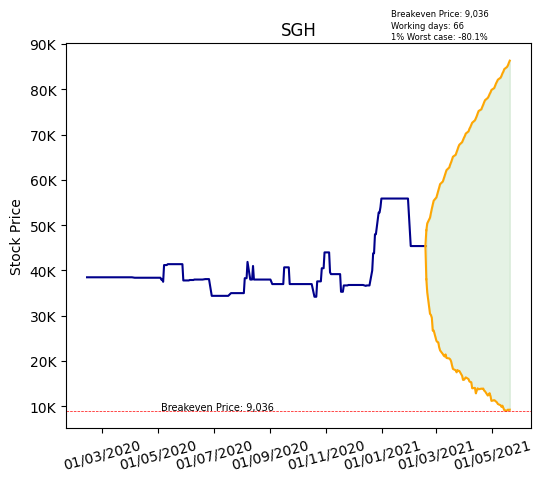 Breakeven Price: 9,036
Working days: 66
1% Worst case: -80.1%
SGH
90K
80K
70K
60K
50K
40K
30K
20K
10K
Stock Price
Breakeven Price: 9,036
01/03/2020
01/05/2020
01/07/2020
01/09/2020
01/11/2020
01/01/2021
01/03/2021
01/05/2021